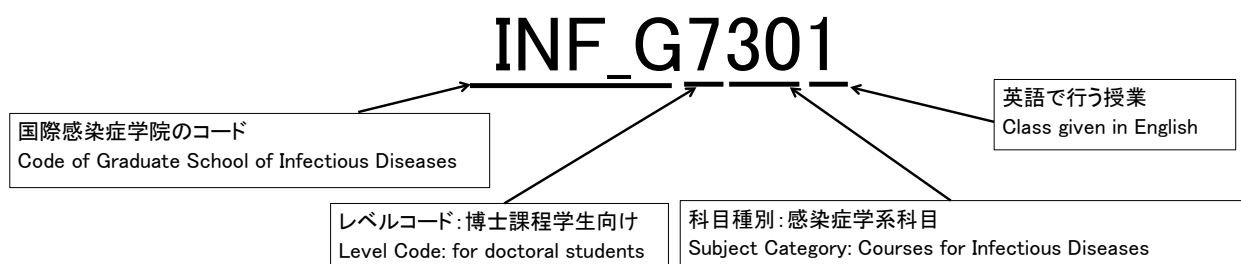 INF_G7301
国際感染症学院のコード
Code of Graduate School of Infectious Diseases
英語で行う授業
Class given in English
レベルコード：博士課程学生向け
Level Code: for doctoral students
科目種別：感染症学系科目
Subject Category: Courses for Infectious Diseases